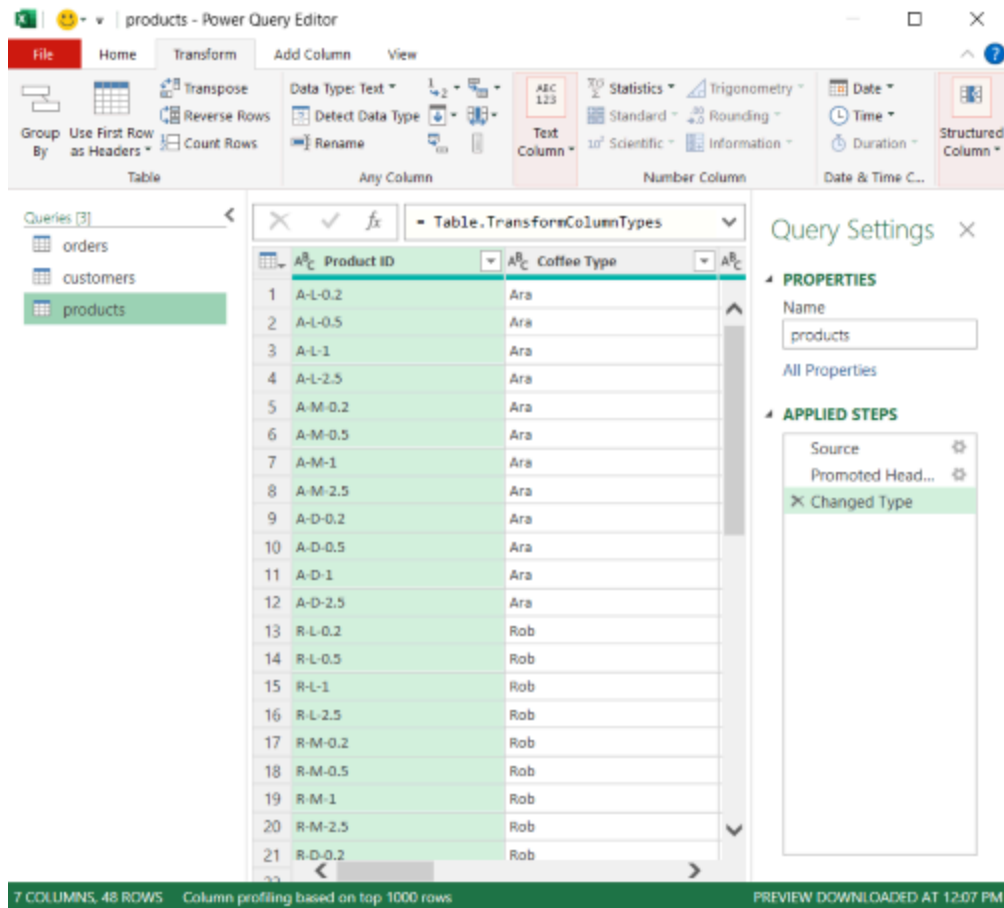 products - Power Query Editor
File Home Transform Add Column View
Group By
Use First Row as Headers
Transpose
Reverse Rows
Count Rows
Table
Data Type: Text
Detect Data Type
Rename
Any Column
ABC
123
Text Column
Statistics
Standard
Scientific
Trigonometry
Rounding
Information
Number Column
Date
Time
Duration
Date & Time C...
Structured Column
Queries [3]
orders
customers
products
fx = Table.TransformColumnTypes
Product ID Coffee Type
1 A-L-0.2 Ara
2 A-L-0.5 Ara
3 A-L-1 Ara
4 A-L-2.5 Ara
5 A-M-0.2 Ara
6 A-M-0.5 Ara
7 A-M-1 Ara
8 A-M-2.5 Ara
9 A-D-0.2 Ara
10 A-D-0.5 Ara
11 A-D-1 Ara
12 A-D-2.5 Ara
13 R-L-0.2 Rob
14 R-L-0.5 Rob
15 R-L-1 Rob
16 R-L-2.5 Rob
17 R-M-0.2 Rob
18 R-M-0.5 Rob
19 R-M-1 Rob
20 R-M-2.5 Rob
21 R-D-0.2 Rob
Query Settings
PROPERTIES
Name
products
All Properties
APPLIED STEPS
Source
Promoted Head...
Changed Type
7 COLUMNS, 48 ROWS Column profiling based on top 1000 rows PREVIEW DOWNLOADED AT 12:07 PM